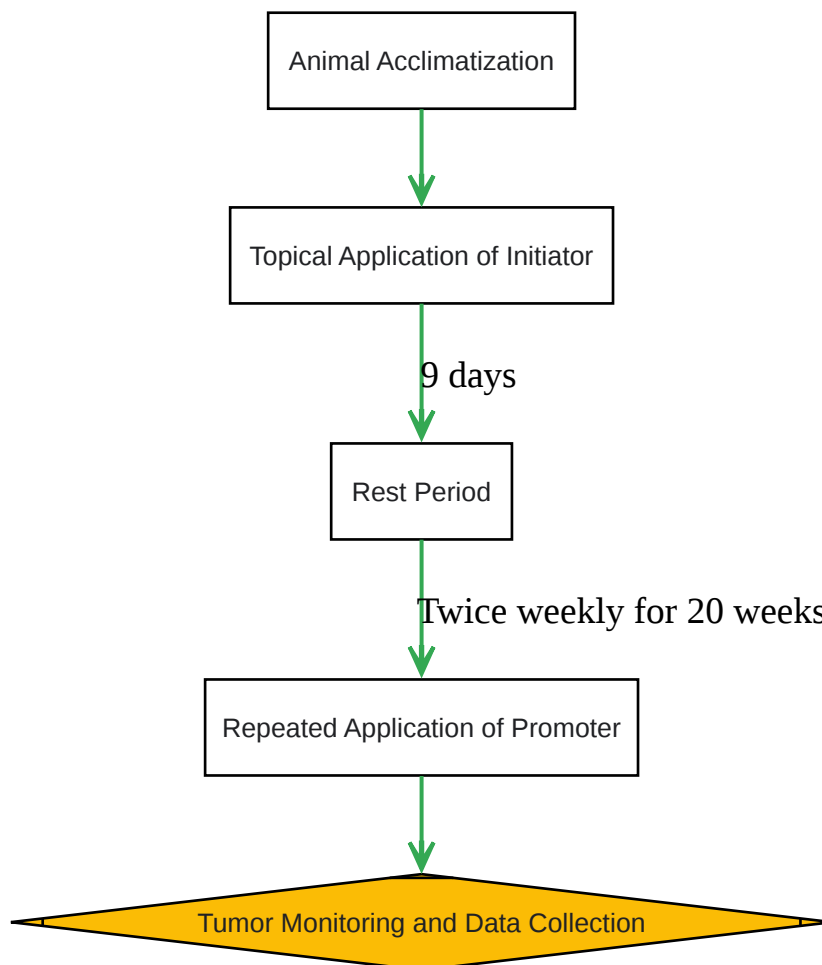 Animal Acclimatization
Topical Application of Initiator
9 days
Rest Period
Twice weekly for 20 weeks
Repeated Application of Promoter
Tumor Monitoring and Data Collection